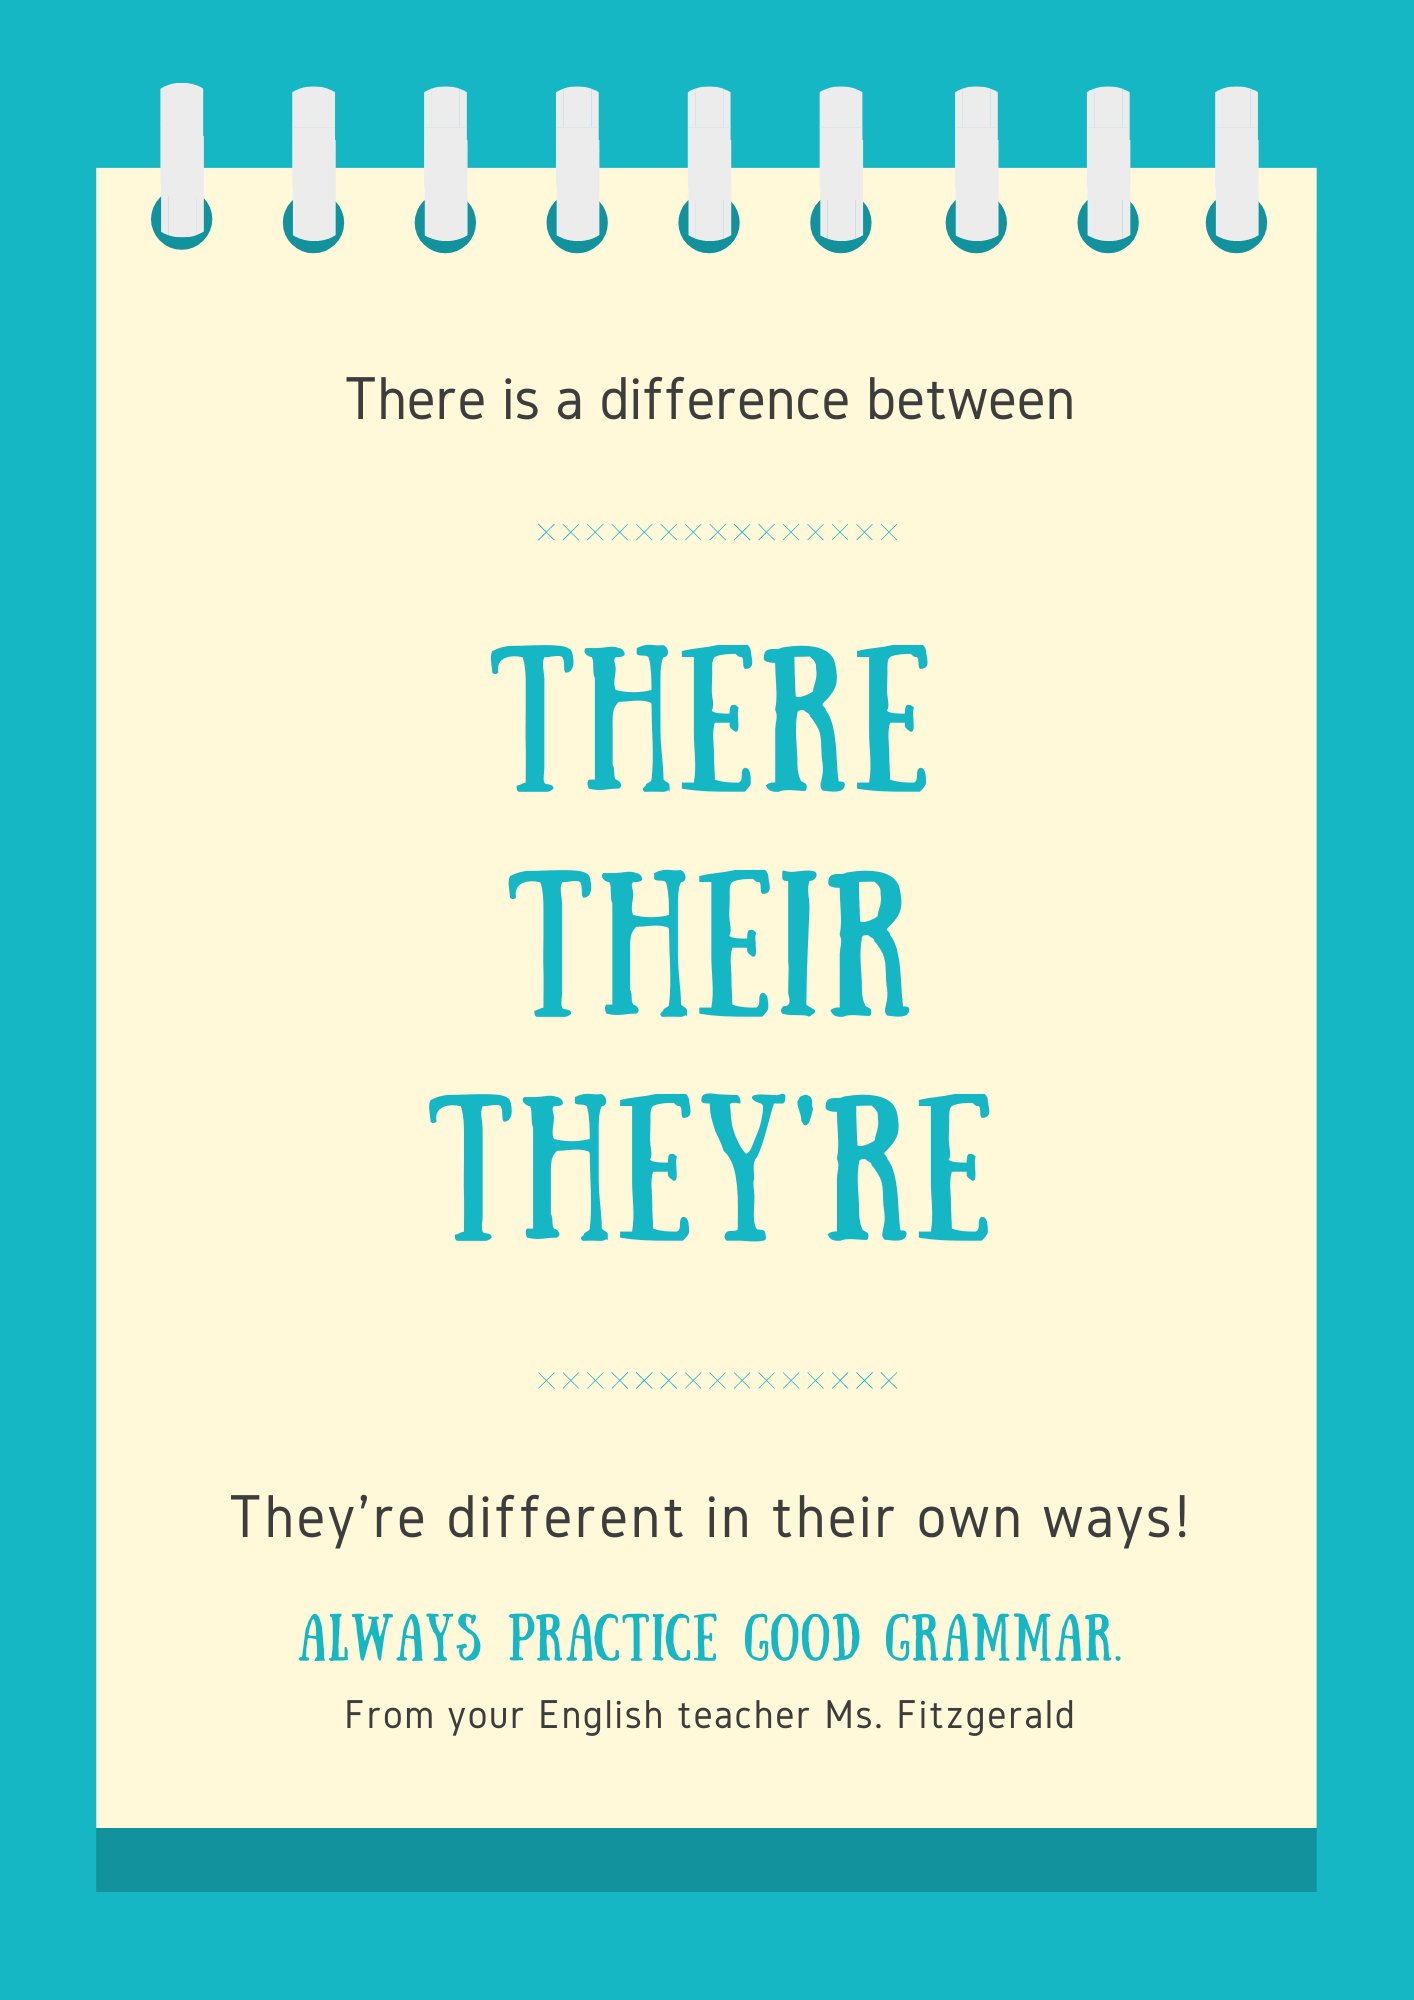 There is a difference between
THERE
THEIR
THEY'RE
They’re different in their own ways!
ALWAYS PRACTICE GOOD GRAMMAR.
From your English teacher Ms. Fitzgerald